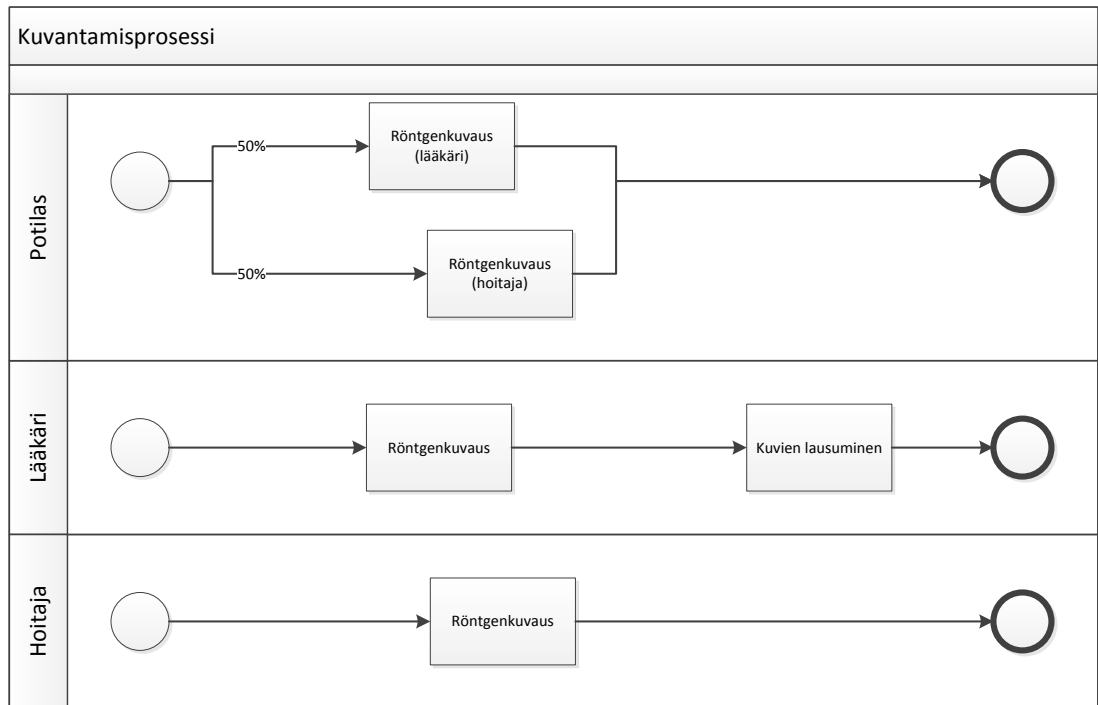 Kuvantamisprosessi
Potilas
50%
Röntgenkuvaus
(lääkäri)
50%
Röntgenkuvaus
(hoitaja)
Lääkäri
Röntgenkuvaus
Kuvien lausuminen
Hoitaja
Röntgenkuvaus